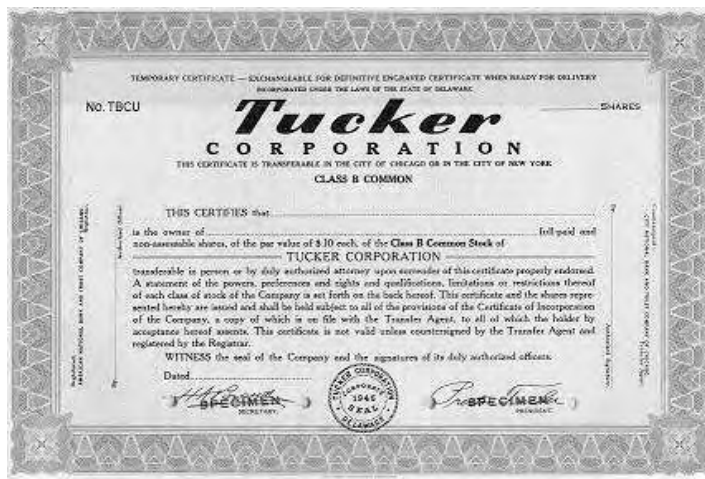 TEMPORARY CERTIFICATE — EXCHANGEABLE FOR DEFINITIVE ENGRAVED CERTIFICATE WHEN READY FOR DELIVERY
INCORPORATED UNDER THE LAWS OF THE STATE OF DELAWARE
No. TBCU
SHARES
Tucker
CORPORATION
THIS CERTIFICATE IS TRANSFERABLE IN THE CITY OF CHICAGO OR IN THE CITY OF NEW YORK
CLASS B COMMON
THIS CERTIFIES that
is the owner of full-paid and
non-assessable shares, of the par value of $10 each, of the Class B Common Stock of
TUCKER CORPORATION
transferable in person or by duly authorized attorney upon surrender of this certificate properly endorsed.
A statement of the powers, preferences and rights and qualifications, limitations or restrictions thereof
of each class of stock of the Company is set forth on the back hereof. This certificate and the shares repre-
sented hereby are issued and shall be held subject to all of the provisions of the Certificate of Incorporation
of the Company, a copy of which is on file with the Transfer Agent, to all of which the holder by
acceptance hereof assents. This certificate is not valid unless countersigned by the Transfer Agent and
registered by the Registrar.
WITNESS the seal of the Company and the signatures of its duly authorized officers.
Dated
SPECIMEN
SECRETARY.
TUCKER CORPORATION
CORPORATE
1946
SEAL
DELAWARE
SPECIMEN
PRESIDENT.